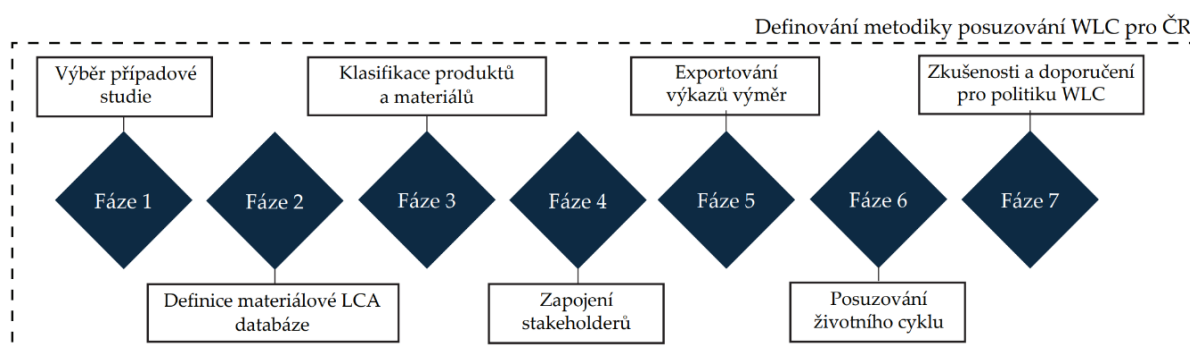 Definování metodiky posuzování WLC pro ČR
Výběr případové
studie
Klasifikace produktů
a materiálů
Exportování
výkazů výměr
Zkušenosti a doporučení
pro politiku WLC
Fáze 1
Fáze 2
Fáze 3
Fáze 4
Fáze 5
Fáze 6
Fáze 7
Definice materiálové LCA
databáze
Zapojení
stakeholderů
Posuzování
životního cyklu